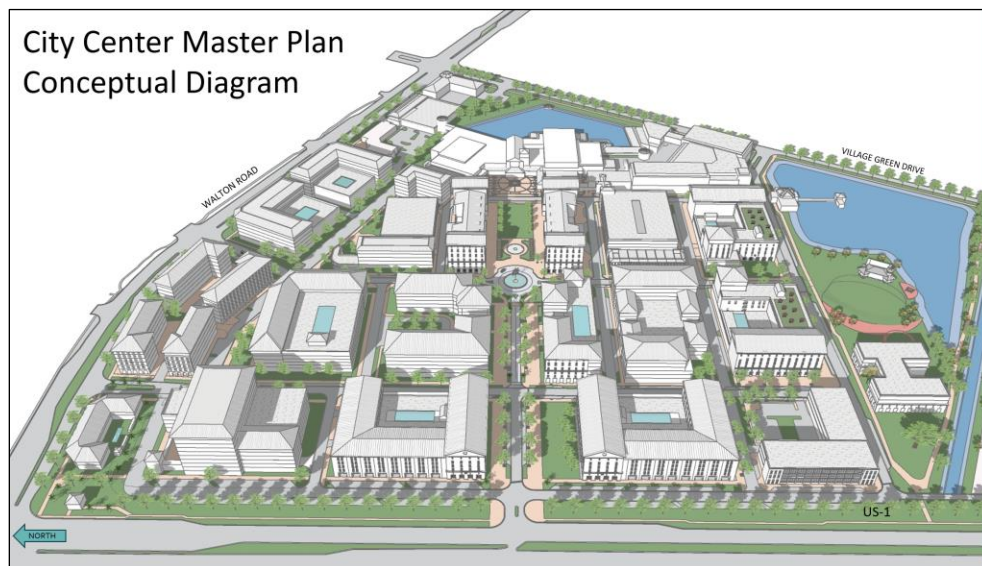 City Center Master Plan
Conceptual Diagram
WALTON ROAD
VILLAGE GREEN DRIVE
US-1
NORTH